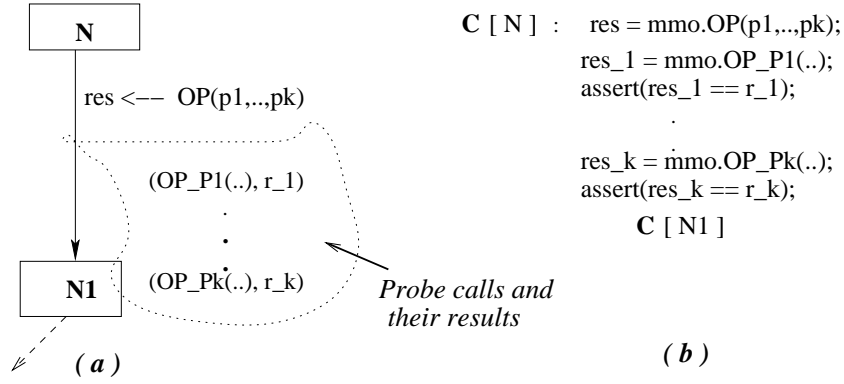 N
res <−− OP(p1,..,pk)
(OP_P1(..), r_1)
.
.
.
(OP_Pk(..), r_k)
N1
Probe calls and
their results
( a )
C [ N ] : res = mmo.OP(p1,..,pk);
res_1 = mmo.OP_P1(..);
assert(res_1 == r_1);
.
.
res_k = mmo.OP_Pk(..);
assert(res_k == r_k);
C [ N1 ]
( b )